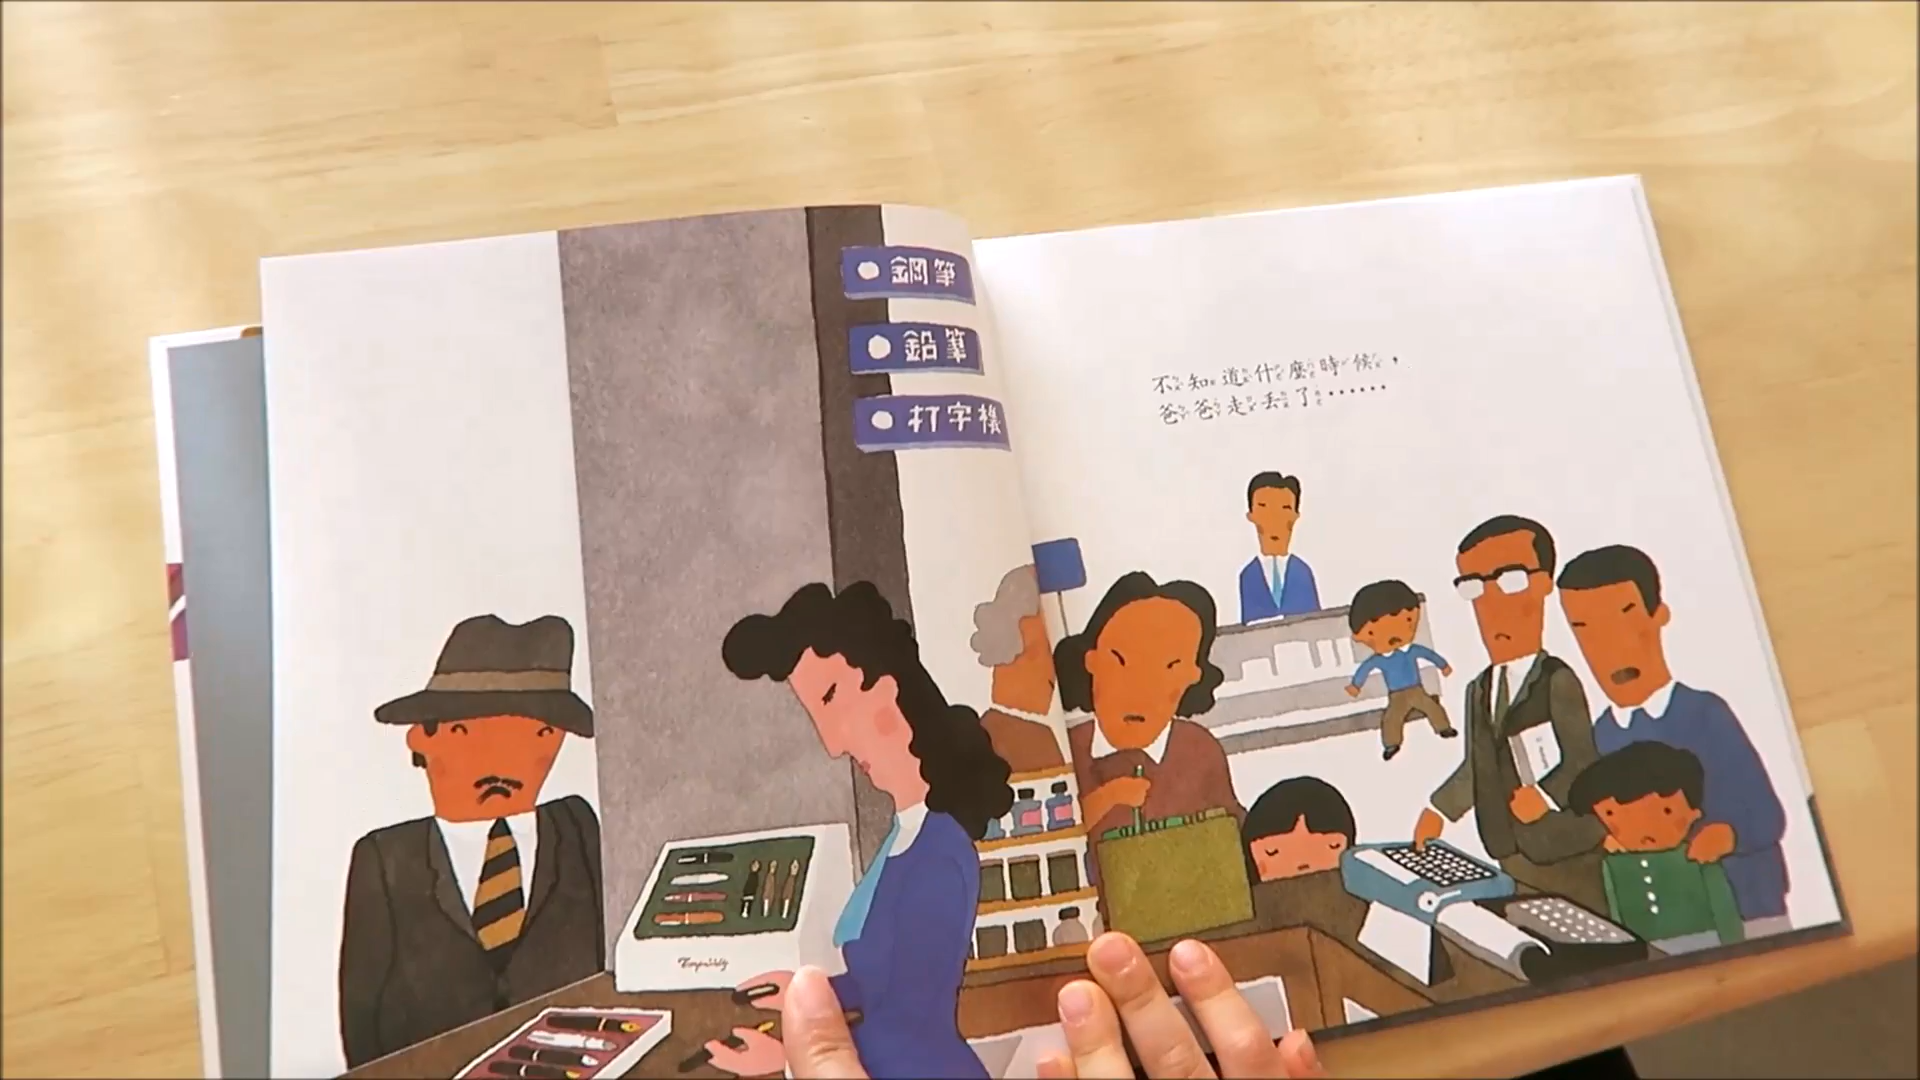 鋼筆
鉛筆
打字機
不知道什麼時候，
爸爸走丟了……